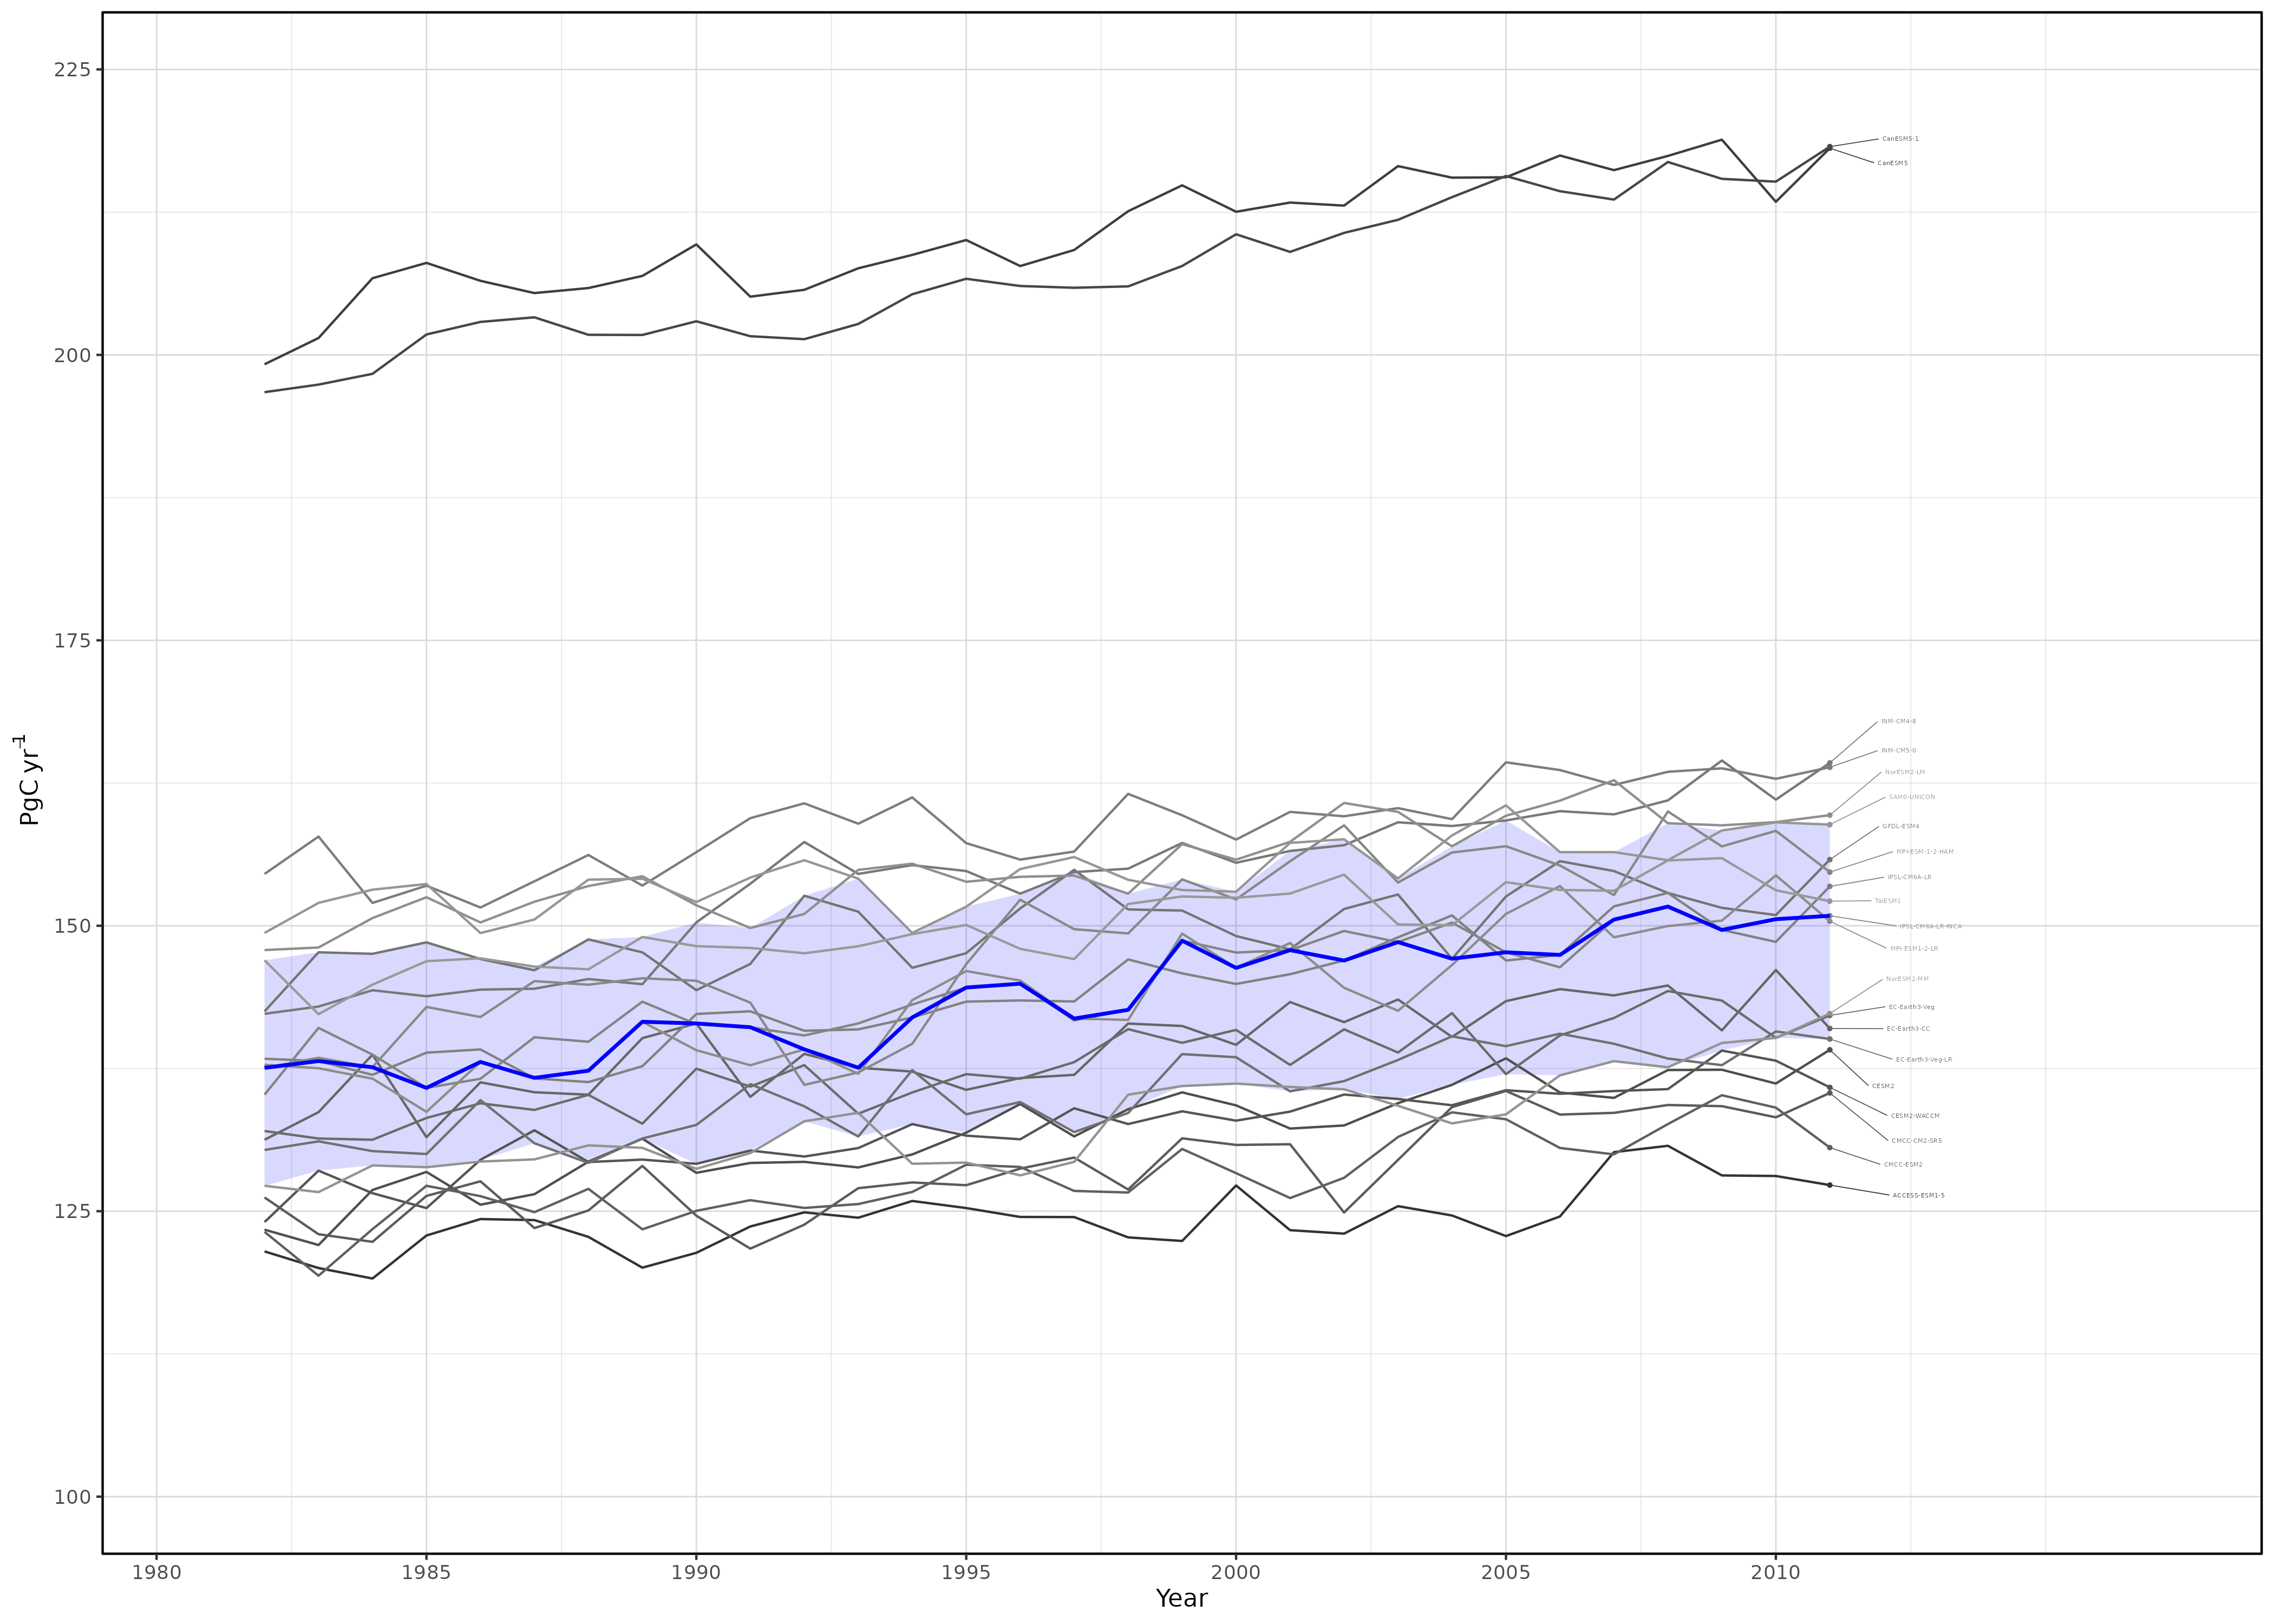 225
200
175
150
125
100
PgC yr⁻¹
CanESM5-1
CanESM5
INM-CM4-8
INM-CM5-0
NorESM2-LM
SAM0-UNICON
GFDL-ESM4
MPI-ESM-1-2-HAM
IPSL-CM6A-LR
TaiESM1
IPSL-CM6A-LR-INCA
MPI-ESM1-2-LR
NorESM2-MM
EC-Earth3-Veg
EC-Earth3-CC
EC-Earth3-Veg-LR
CESM2
CESM2-WACCM
CMCC-CM2-SR5
CMCC-ESM2
ACCESS-ESM1-5
1980 1985 1990 1995 2000 2005 2010
Year